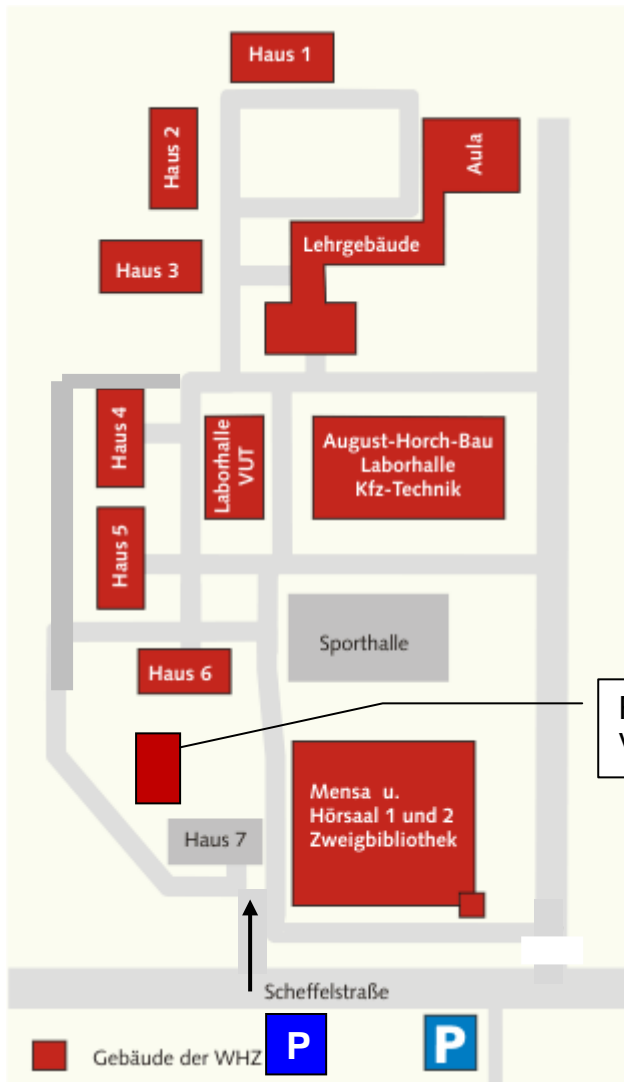 Haus 1
Haus 2
Aula
Lehrgebäude
Haus 3
Haus 4
Laborhalle
VUT
August-Horch-Bau
Laborhalle
Kfz-Technik
Haus 5
Sporthalle
Haus 6
Mensa u.
Hörsaal 1 und 2
Zweigbibliothek
Haus 7
Scheffelstraße
P
P
Gebäude der WHZ